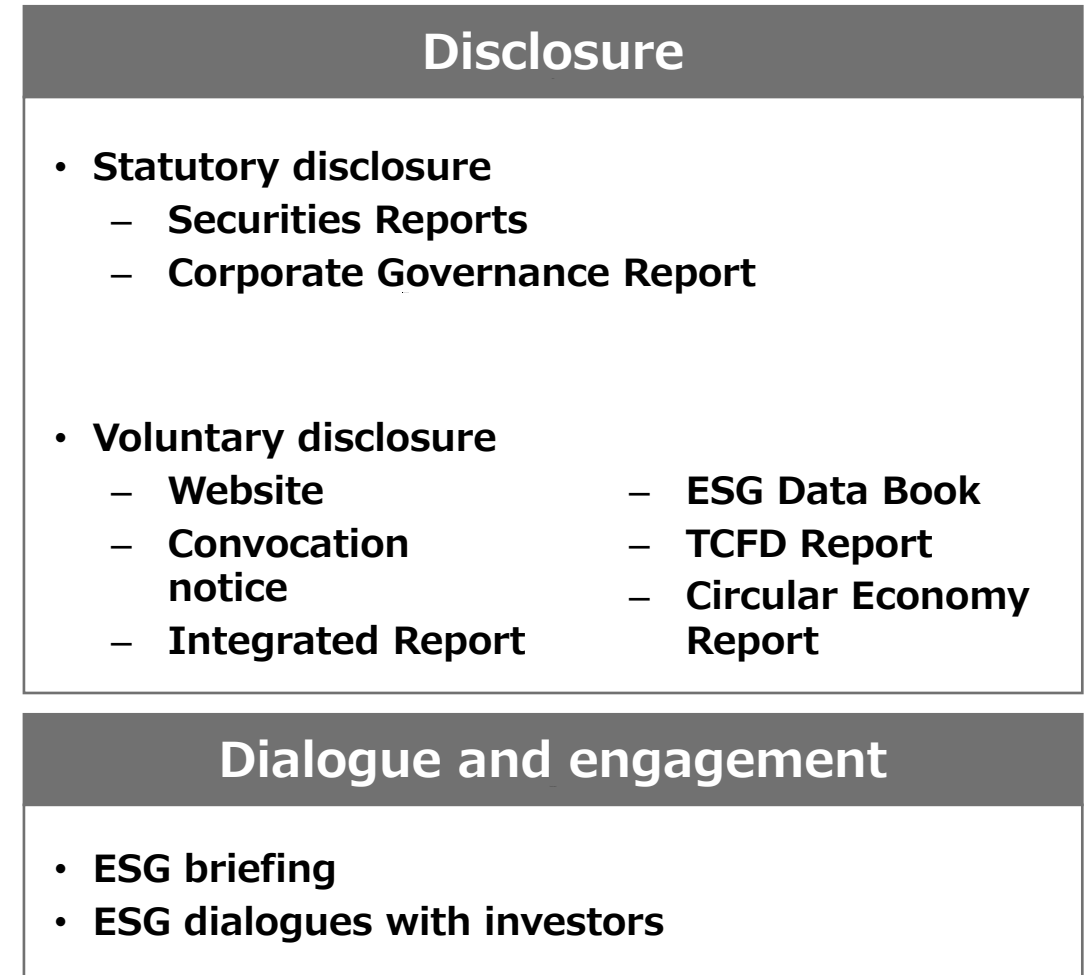 Disclosure
• Statutory disclosure
– Securities Reports
– Corporate Governance Report
• Voluntary disclosure
– Website
– Convocation
notice
– Integrated Report
– ESG Data Book
– TCFD Report
– Circular Economy
Report
Dialogue and engagement
• ESG briefing
• ESG dialogues with investors